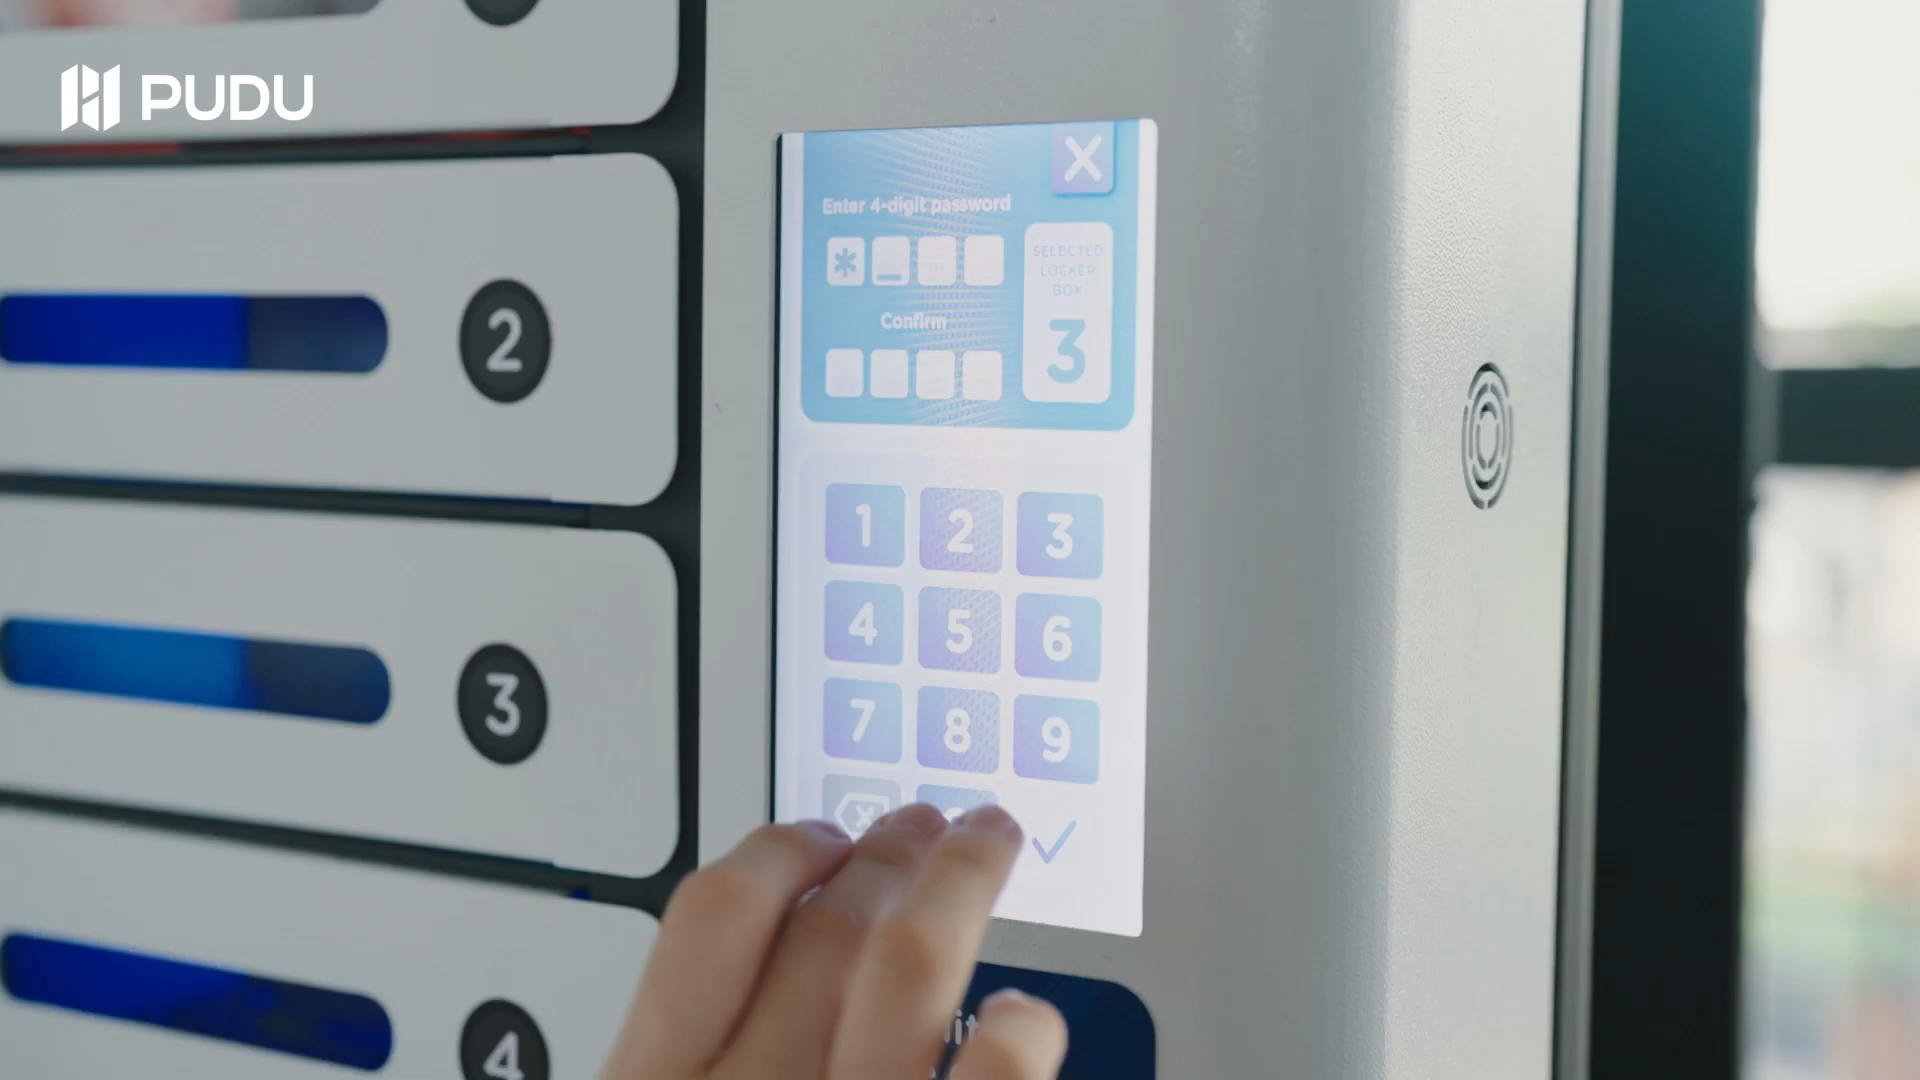 PUDU
2
3
4
X
Enter 4-digit password
*_
Confirm
SELECTED
LOCKER
BOX
3
1 2 3
4 5 6
7 8 9